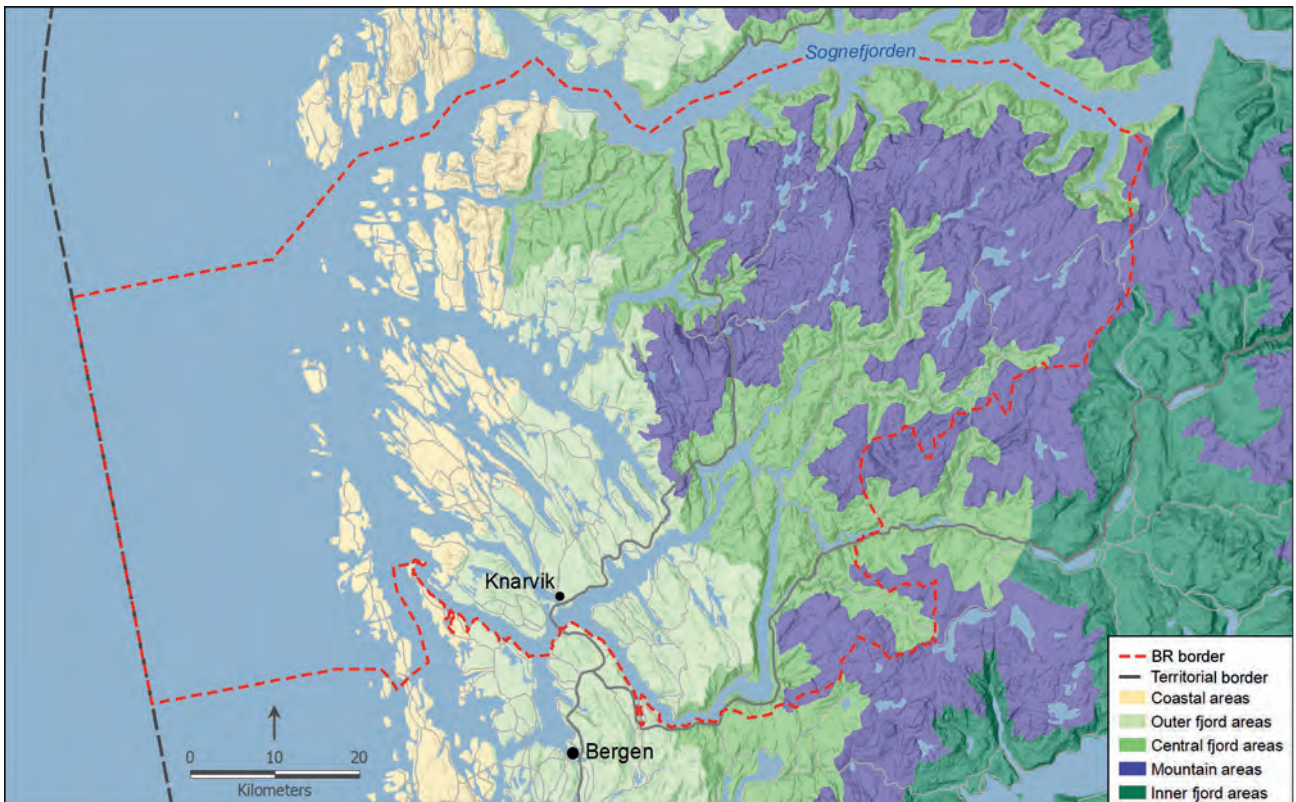 Sognefjorden
Knarvik
Bergen
0 10 20
Kilometers
BR border
Territorial border
Coastal areas
Outer fjord areas
Central fjord areas
Mountain areas
Inner fjord areas